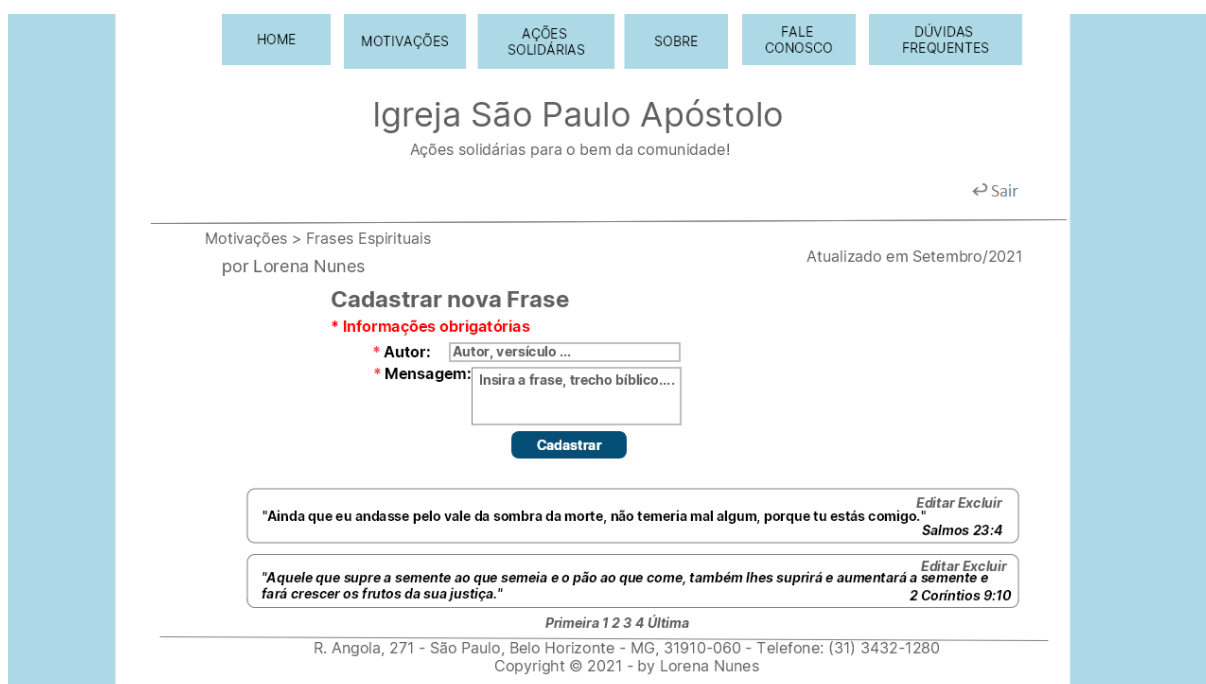 HOME
MOTIVAÇÕES
AÇÕES
SOLIDÁRIAS
SOBRE
FALE
CONOSCO
DÚVIDAS
FREQUENTES
Igreja São Paulo Apóstolo
Ações solidárias para o bem da comunidade!
Sair
Motivações > Frases Espirituais
Atualizado em Setembro/2021
por Lorena Nunes
Cadastrar nova Frase
* Informações obrigatórias
* Autor: Autor, versículo ...
* Mensagem: Insira a frase, trecho bíblico....
Cadastrar
Editar Excluir
"Ainda que eu andasse pelo vale da sombra da morte, não temeria mal algum, porque tu estás comigo."
Salmos 23:4
Editar Excluir
"Aquele que supre a semente ao que semeia e o pão ao que come, também lhes suprirá e aumentará a semente e
fará crescer os frutos da sua justiça."
2 Coríntios 9:10
Primeira 1 2 3 4 Última
R. Angola, 271 - São Paulo, Belo Horizonte - MG, 31910-060 - Telefone: (31) 3432-1280
Copyright © 2021 - by Lorena Nunes